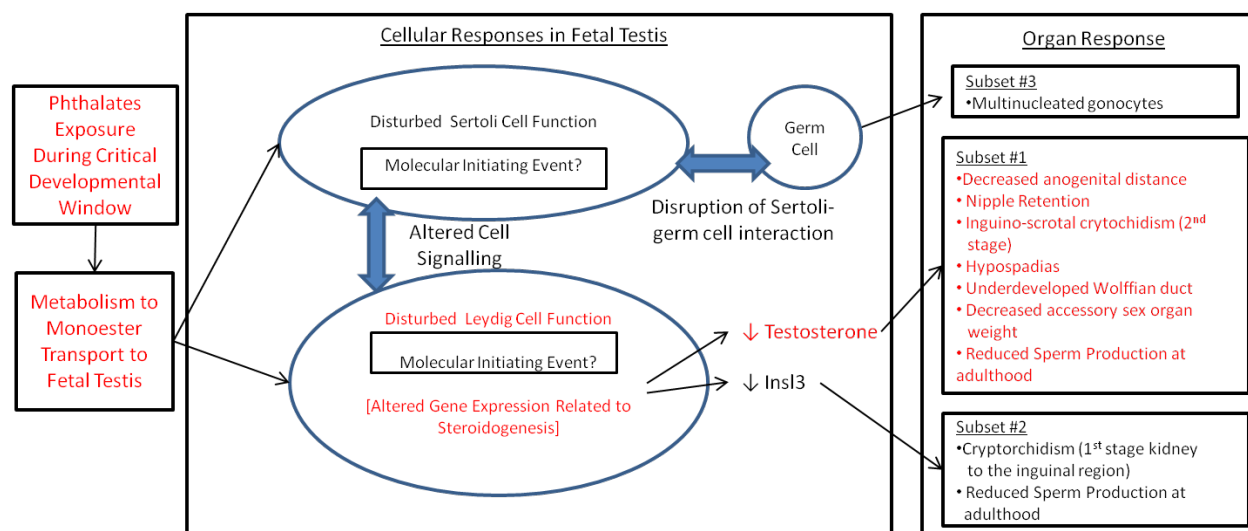 Cellular Responses in Fetal Testis
Phthalates
Exposure
During Critical
Developmental
Window
Metabolism to
Monoester
Transport to
Fetal Testis
Disturbed Sertoli Cell Function
Molecular Initiating Event?
Germ
Cell
Disruption of Sertoli-
germ cell interaction
Altered Cell
Signalling
Disturbed Leydig Cell Function
Molecular Initiating Event?
[Altered Gene Expression Related to
Steroidogenesis]
↓ Testosterone
↓ Insl3
Organ Response
Subset #3
•Multinucleated gonocytes
Subset #1
•Decreased anogenital distance
•Nipple Retention
•Inguino-scrotal crytochidism (2nd
stage)
•Hypospadias
•Underdeveloped Wolffian duct
•Decreased accessory sex organ
weight
•Reduced Sperm Production at
adulthood
Subset #2
•Cryptorchidism (1st stage kidney
to the inguinal region)
•Reduced Sperm Production at
adulthood